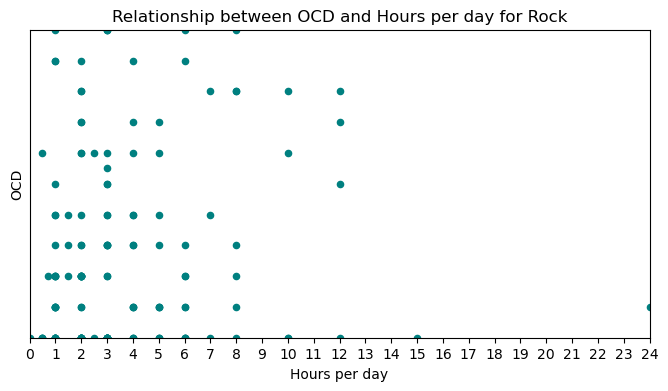 Relationship between OCD and Hours per day for Rock
OCD
0 1 2 3 4 5 6 7 8 9 10 11 12 13 14 15 16 17 18 19 20 21 22 23 24
Hours per day